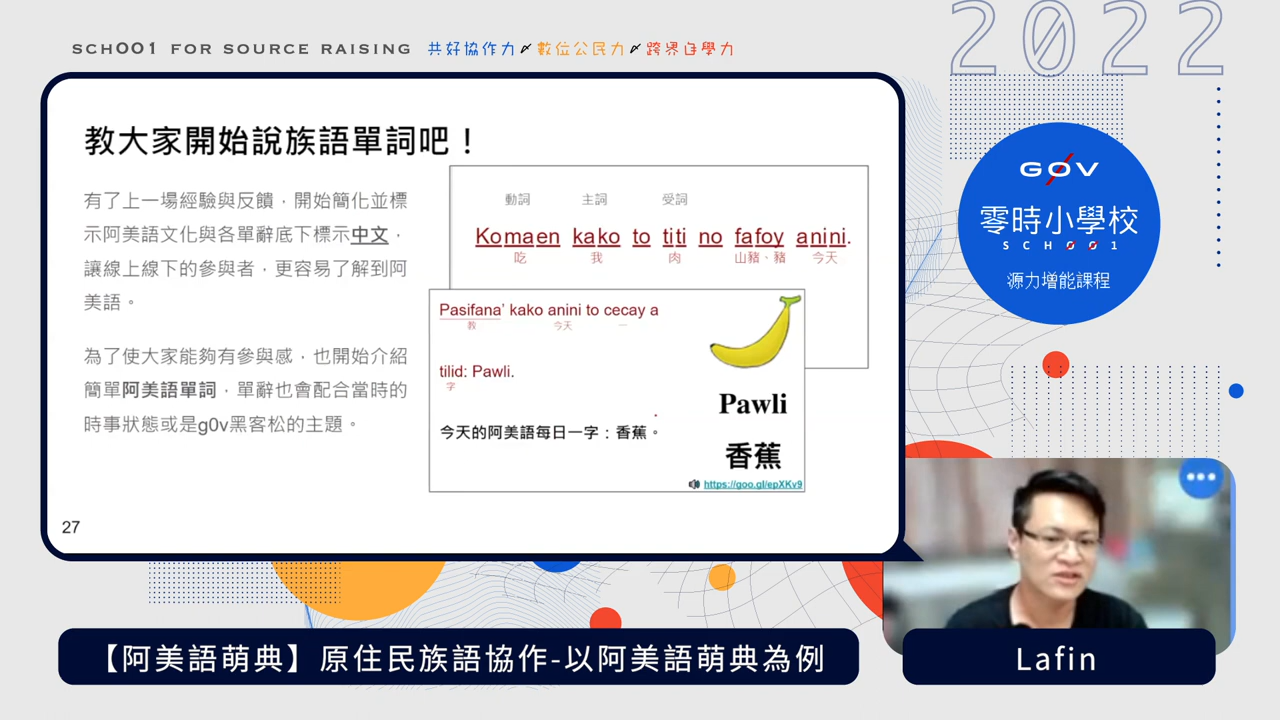 SCHOO1 FOR SOURCE RAISING 共好協作力 數位公民力 跨界自學力
2022
教大家開始說族語單詞吧！
有了上一場經驗與反饋，開始簡化並標
示阿美語文化與各單辭底下標示中文，
讓線上線下的參與者，更容易了解到阿
美語。
為了使大家能夠有參與感，也開始介紹
簡單阿美語單詞，單辭也會配合當時的
時事狀態或是g0v黑客松的主題。
27
動詞 主詞 受詞
Komaen kako to titi no fafoy anini.
吃 我 肉 山豬、豬 今天
Pasifana' kako anini to cecay a
教 今天 一
tilid: Pawli.
字
今天的阿美語每日一字：香蕉。
Pawli
香蕉
https://goo.gl/epXKv9
G0V
零時小學校
SCH001
源力增能課程
【阿美語萌典】原住民族語協作-以阿美語萌典為例
Lafin